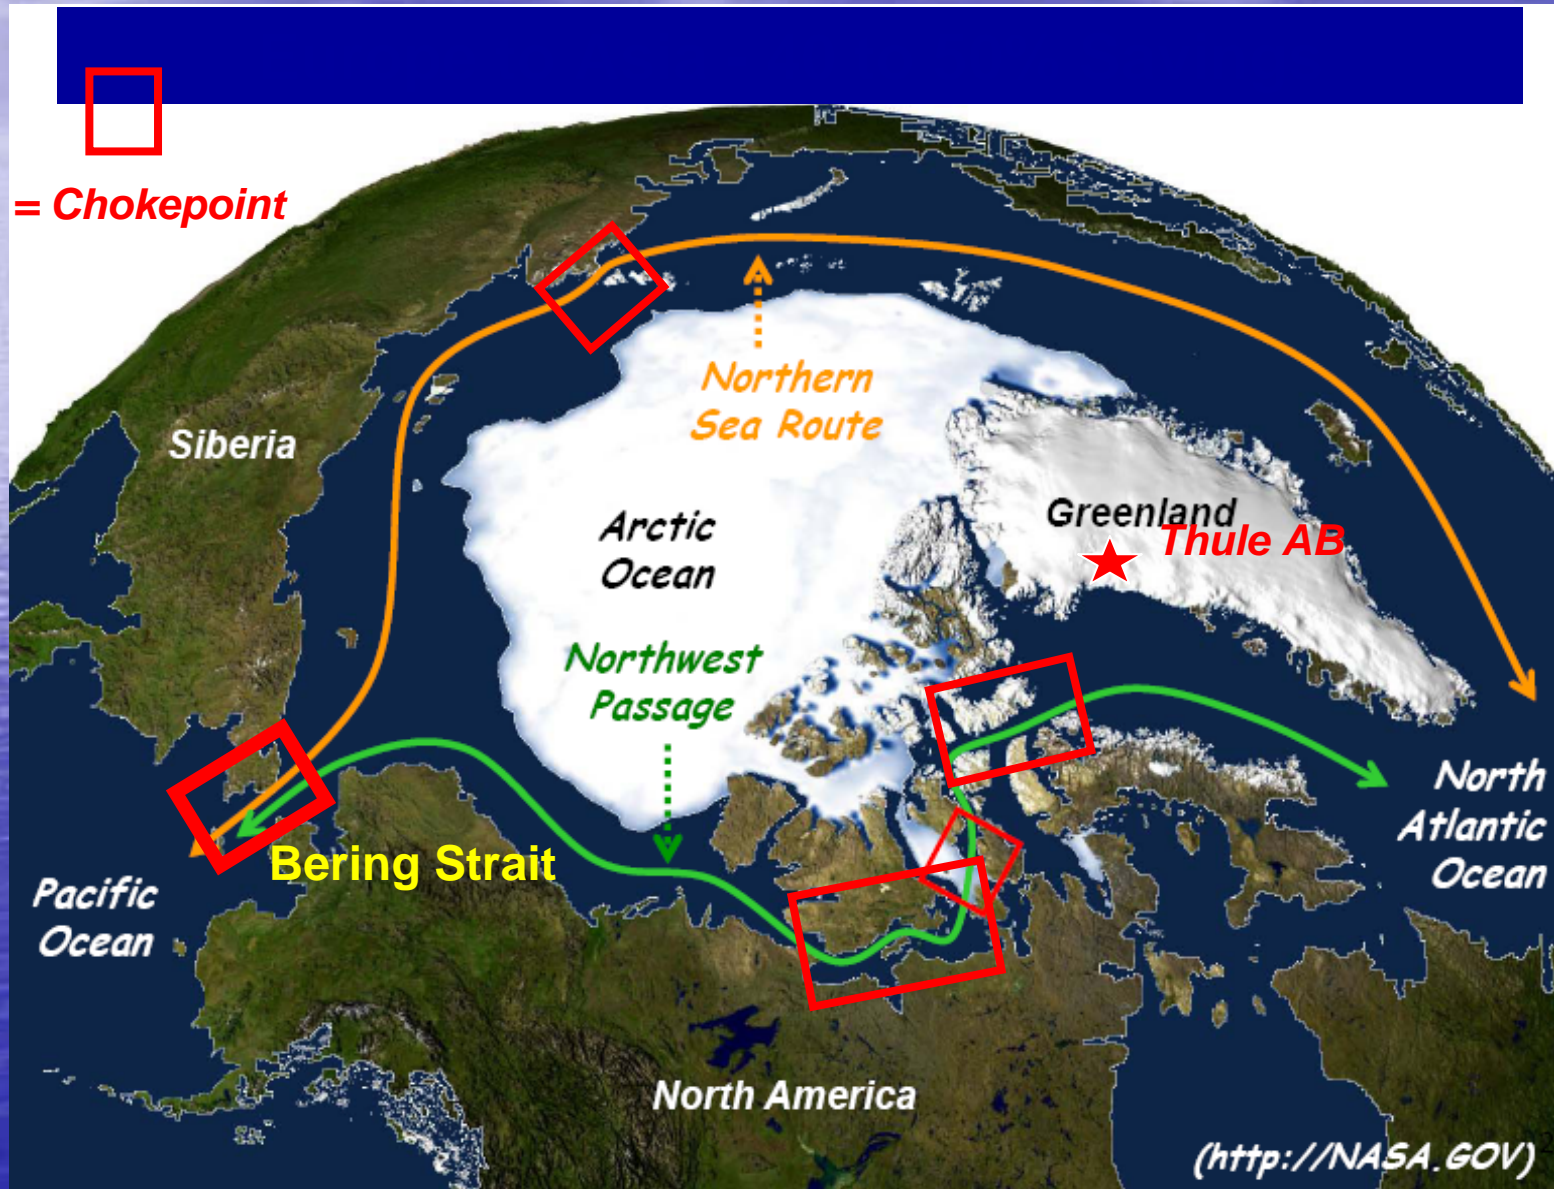 = Chokepoint
Northern
Sea Route
Siberia
Greenland
Thule AB
Arctic
Ocean
Northwest
Passage
North
Atlantic
Ocean
Bering Strait
Pacific
Ocean
North America
(http://NASA.GOV)